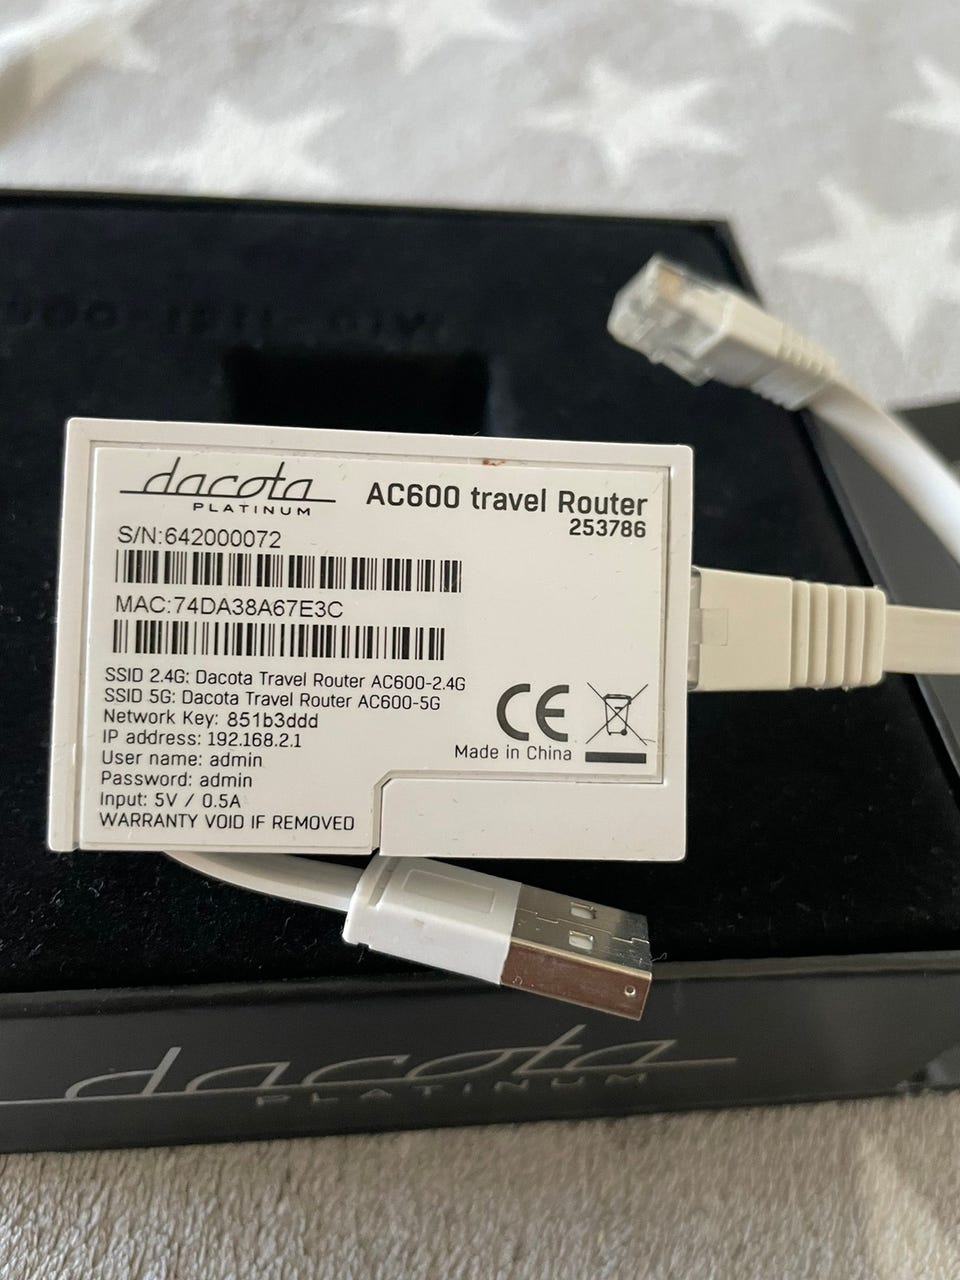 dacota
PLATINUM
AC600 travel Router
253786
S/N:642000072
MAC:74DA38A67E3C
SSID 2.4G: Dacota Travel Router AC600-2.4G
SSID 5G: Dacota Travel Router AC600-5G
Network Key: 851b3ddd
IP address: 192.168.2.1
User name: admin
Password: admin
Input: 5V / 0.5A
WARRANTY VOID IF REMOVED
CE
Made in China
dacota
PLATINUM